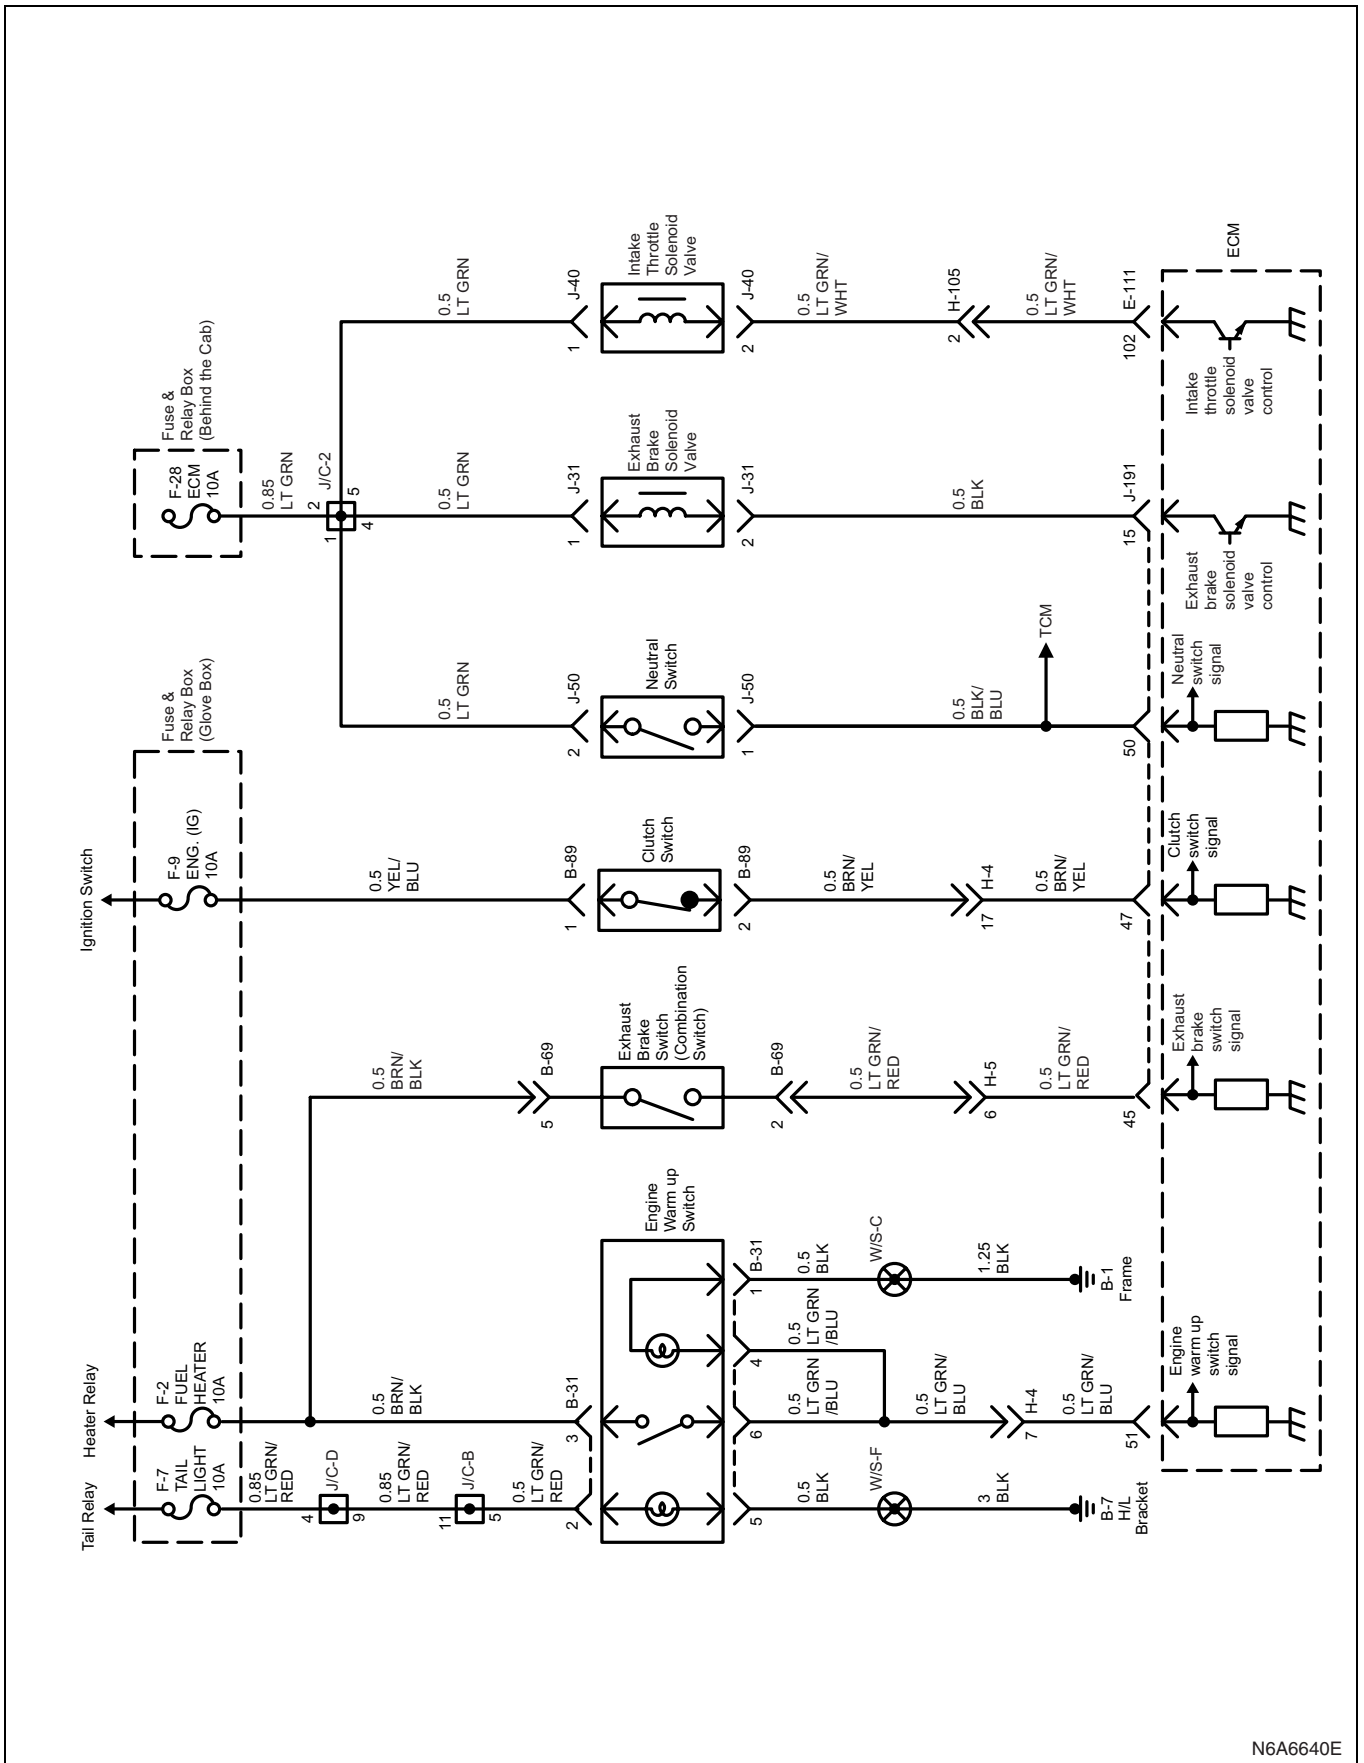 Tail Relay
Heater Relay
Ignition Switch
F-7
TAIL
LIGHT
10A
F-2
FUEL
HEATER
10A
F-9
ENG. (IG)
10A
Fuse &
Relay Box
(Glove Box)
F-28
ECM
10A
Fuse &
Relay Box
(Behind the Cab)
0.85
LT GRN/
RED
4
J/C-D
9
0.85
LT GRN/
RED
11
J/C-B
5
0.5
LT GRN/
RED
2
0.5
BRN/
BLK
3
B-31
0.5
BRN/
BLK
5
B-69
0.5
YEL/
BLU
1
B-89
0.85
LT GRN
1
2
J/C-2
4
5
0.5
LT GRN
2
J-50
0.5
LT GRN
1
J-31
0.5
LT GRN
1
J-40
Engine
Warm up
Switch
Exhaust
Brake
Switch
(Combination
Switch)
Clutch
Switch
Neutral
Switch
Exhaust
Brake
Solenoid
Valve
Intake
Throttle
Solenoid
Valve
5
6
4
1
B-31
2
B-69
2
B-89
1
J-50
2
J-31
2
J-40
0.5
BLK
0.5
LT GRN
/BLU
0.5
LT GRN
/BLU
0.5
BLK
0.5
LT GRN/
RED
0.5
BRN/
YEL
0.5
BLK/
BLU
0.5
BLK
0.5
LT GRN/
WHT
W/S-F
W/S-C
0.5
LT GRN/
BLU
7
H-4
6
H-5
17
H-4
TCM
2
H-105
3
BLK
0.5
LT GRN/
BLU
1.25
BLK
0.5
LT GRN/
RED
0.5
BRN/
YEL
0.5
LT GRN/
WHT
B-7
H/L
Bracket
B-1
Frame
51
45
47
50
15
J-191
102
E-111
Engine
warm up
switch
signal
Exhaust
brake
switch
signal
Clutch
switch
signal
Neutral
switch
signal
Exhaust
brake
solenoid
valve
control
Intake
throttle
solenoid
valve
control
ECM
N6A6640E